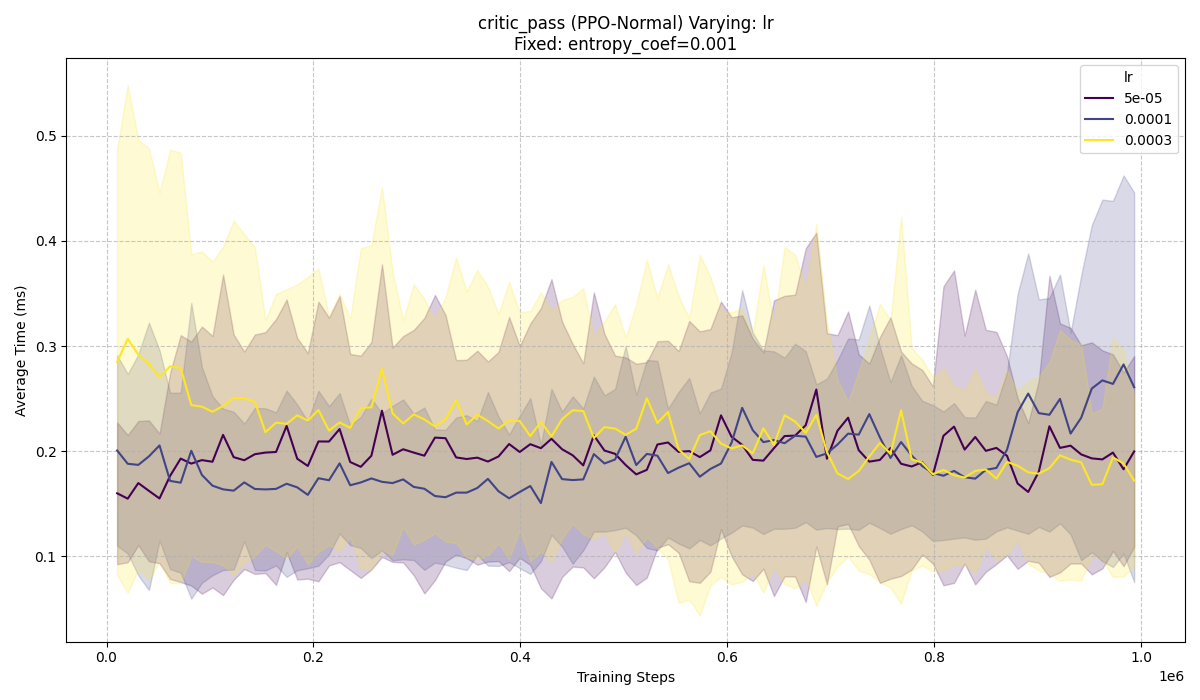 critic_pass (PPO-Normal) Varying: lr
Fixed: entropy_coef=0.001
lr
5e-05
0.0001
0.0003
Average Time (ms)
0.5
0.4
0.3
0.2
0.1
0.0
0.2
0.4
0.6
0.8
1.0
1e6
Training Steps